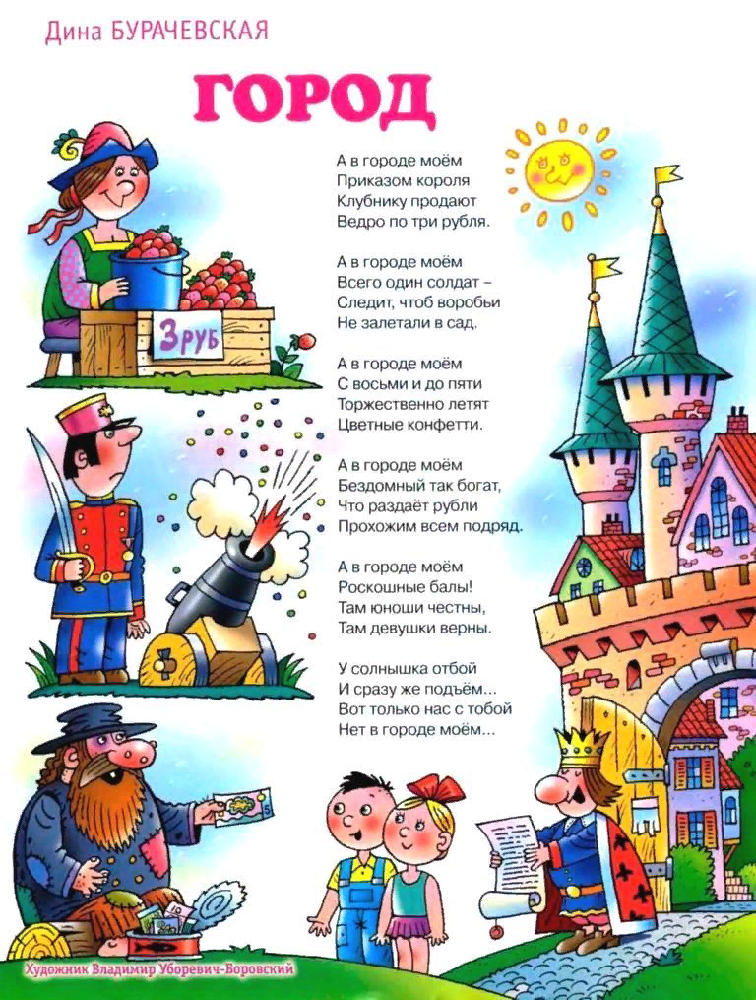 Дина БУРАЧЕВСКАЯ
ГОРОД
А в городе моём
Приказом короля
Клубнику продают
Ведро по три рубля.
А в городе моём
Всего один солдат –
Следит, чтоб воробьи
Не залетали в сад.
А в городе моём
С восьми и до пяти
Торжественно летят
Цветные конфетти.
А в городе моём
Бездомный так богат,
Что раздаёт рубли
Прохожим всем подряд.
А в городе моём
Роскошные балы!
Там юноши честны,
Там девушки верны.
У солнышка отбой
И сразу же подъём...
Вот только нас с тобой
Нет в городе моём...
3 РУБ
5
Художник Владимир Уборевич-Боровский